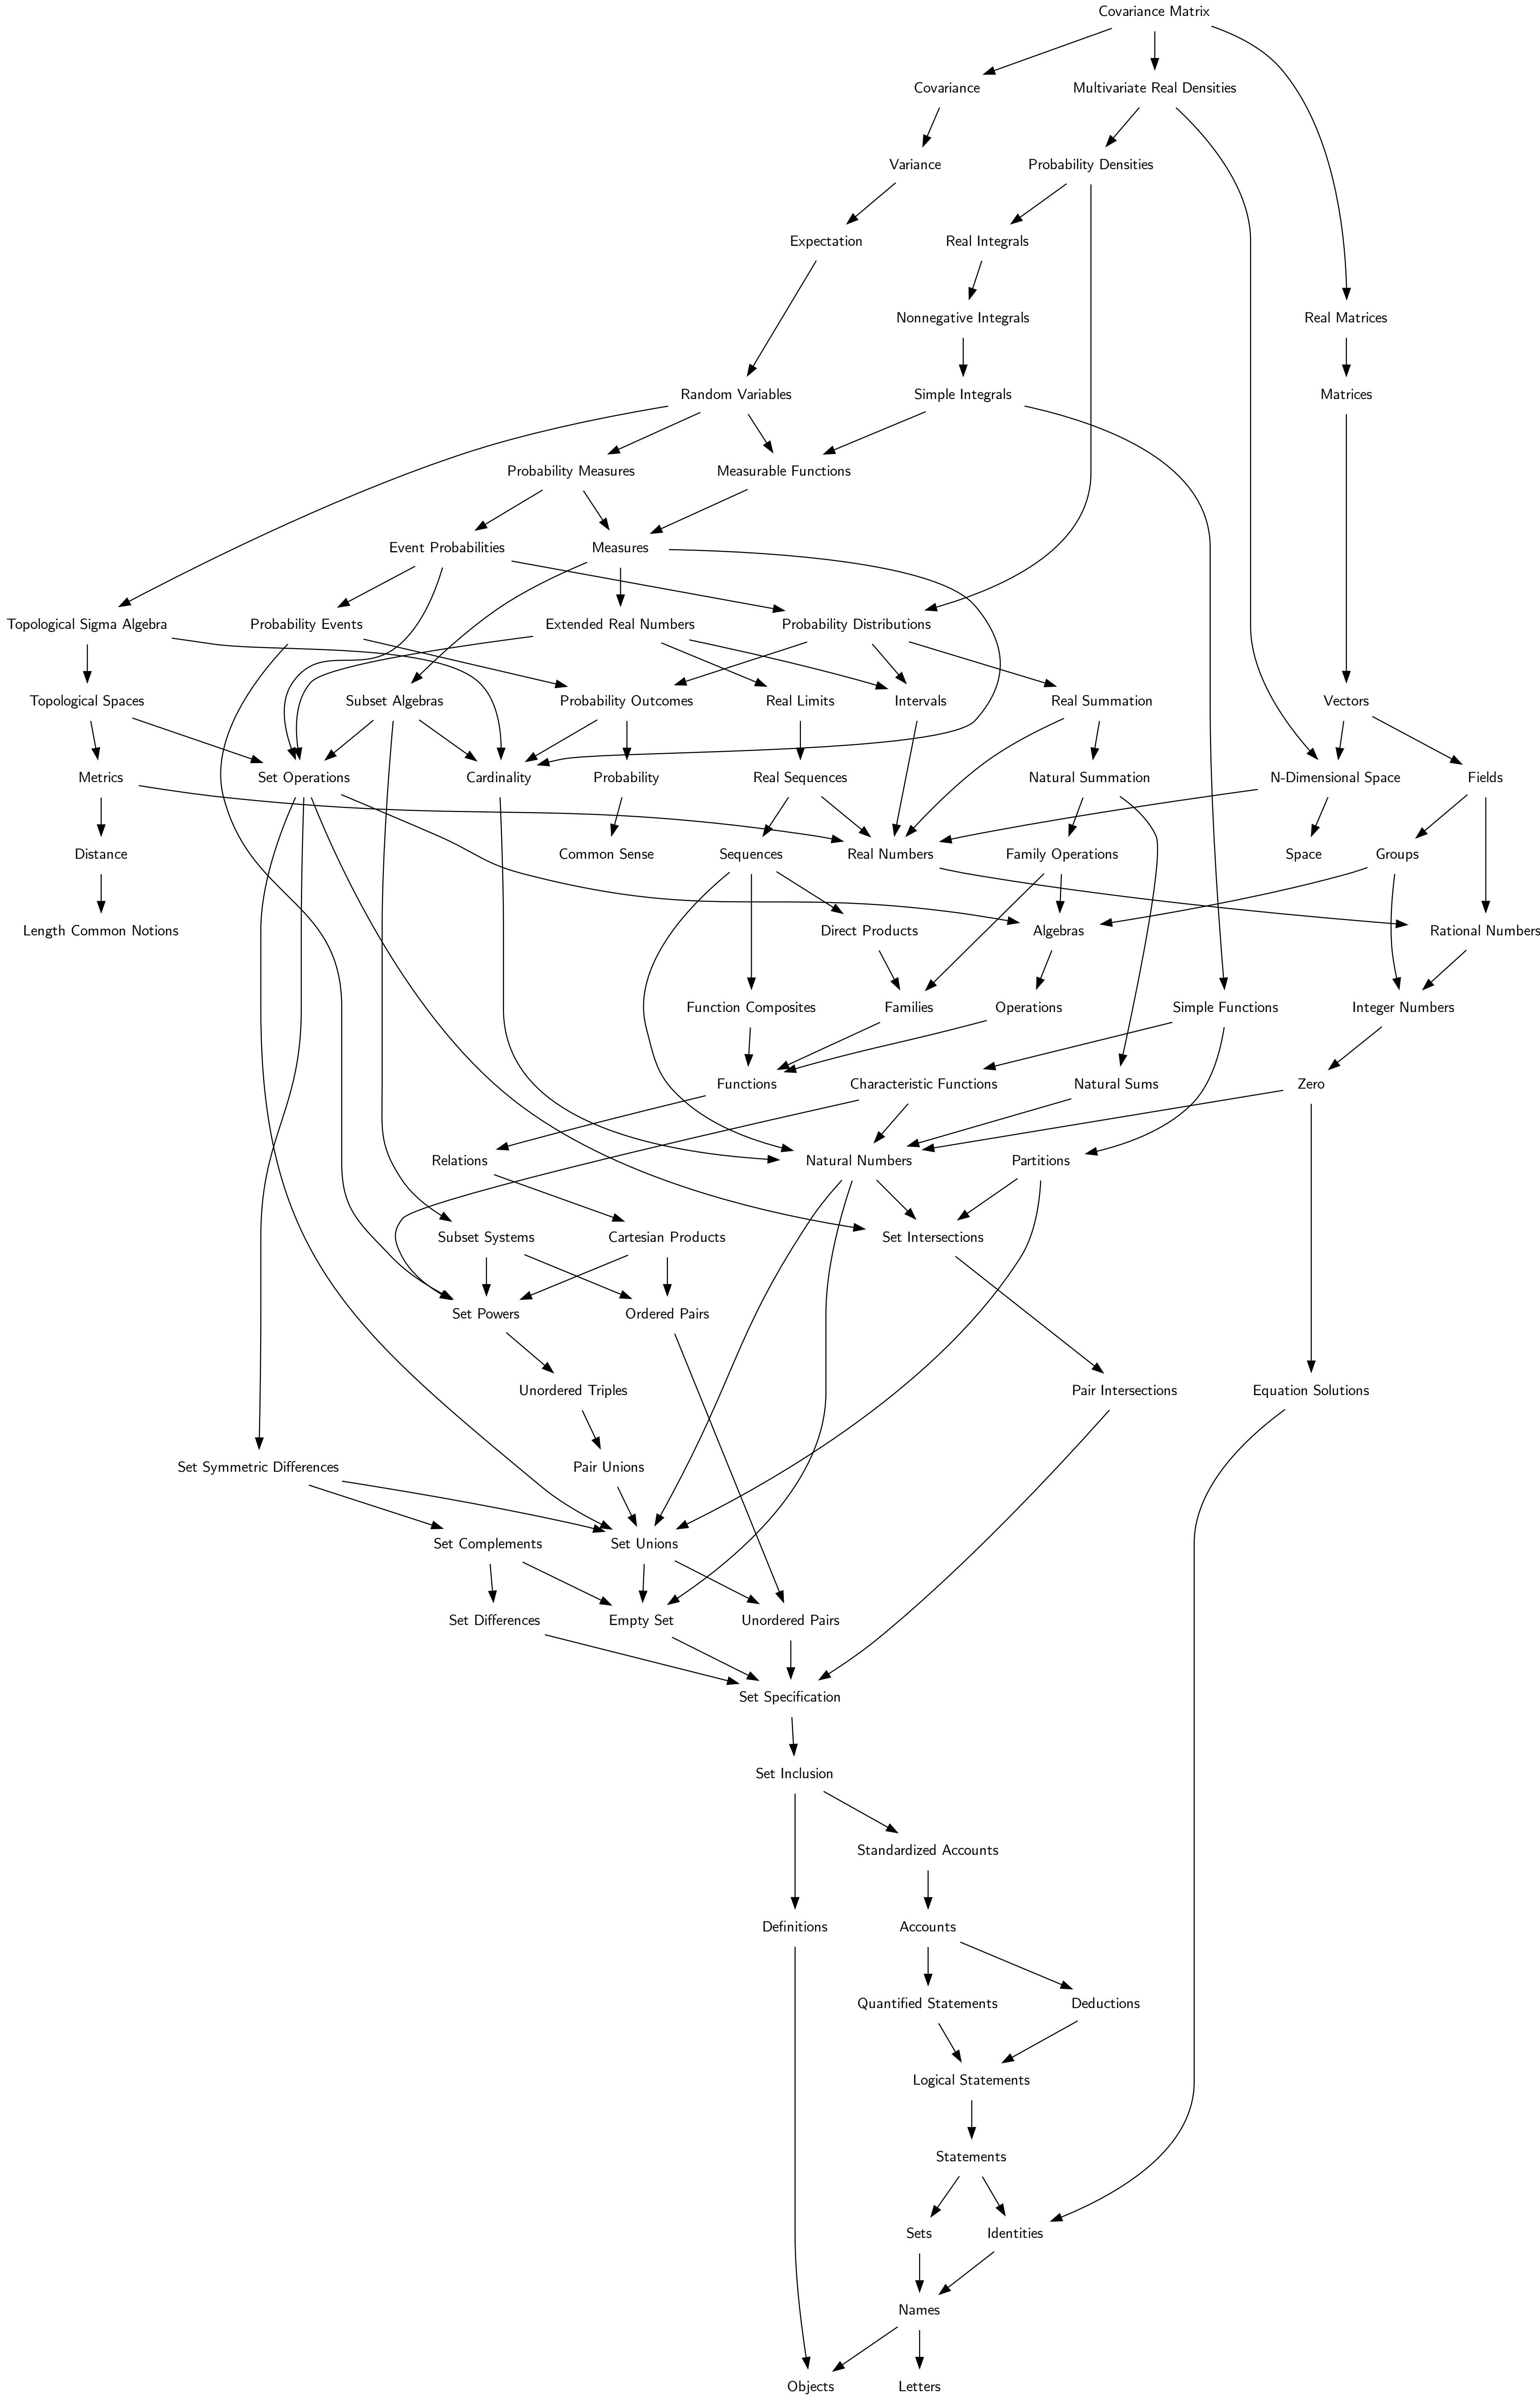 Covariance Matrix
Covariance
Multivariate Real Densities
Variance
Probability Densities
Expectation
Real Integrals
Nonnegative Integrals
Real Matrices
Random Variables
Simple Integrals
Matrices
Probability Measures
Measurable Functions
Event Probabilities
Measures
Topological Sigma Algebra
Probability Events
Extended Real Numbers
Probability Distributions
Topological Spaces
Subset Algebras
Probability Outcomes
Real Limits
Intervals
Real Summation
Vectors
Metrics
Set Operations
Cardinality
Probability
Real Sequences
Natural Summation
N-Dimensional Space
Fields
Distance
Common Sense
Sequences
Real Numbers
Family Operations
Space
Groups
Length Common Notions
Direct Products
Algebras
Rational Numbers
Function Composites
Families
Operations
Simple Functions
Integer Numbers
Functions
Characteristic Functions
Natural Sums
Zero
Relations
Natural Numbers
Partitions
Subset Systems
Cartesian Products
Set Intersections
Set Powers
Ordered Pairs
Unordered Triples
Pair Intersections
Equation Solutions
Set Symmetric Differences
Pair Unions
Set Complements
Set Unions
Set Differences
Empty Set
Unordered Pairs
Set Specification
Set Inclusion
Standardized Accounts
Definitions
Accounts
Quantified Statements
Deductions
Logical Statements
Statements
Sets
Identities
Names
Objects
Letters